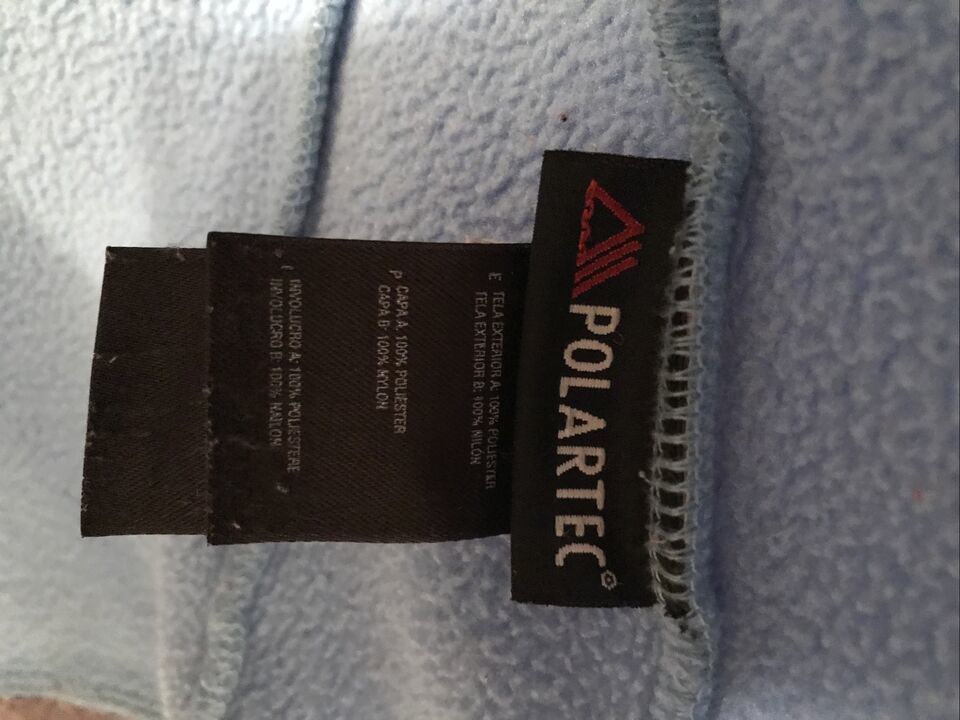 POLARTEC®
E TELA EXTERIOR A: 100% POLIESTER
TELA EXTERIOR B: 100% NILON
P CAPA A: 100% POLIESTER
CAPA B: 100% NYLON
I INVOLUCRO A: 100% POLIESTERE
INVOLUCRO B: 100% NAILON